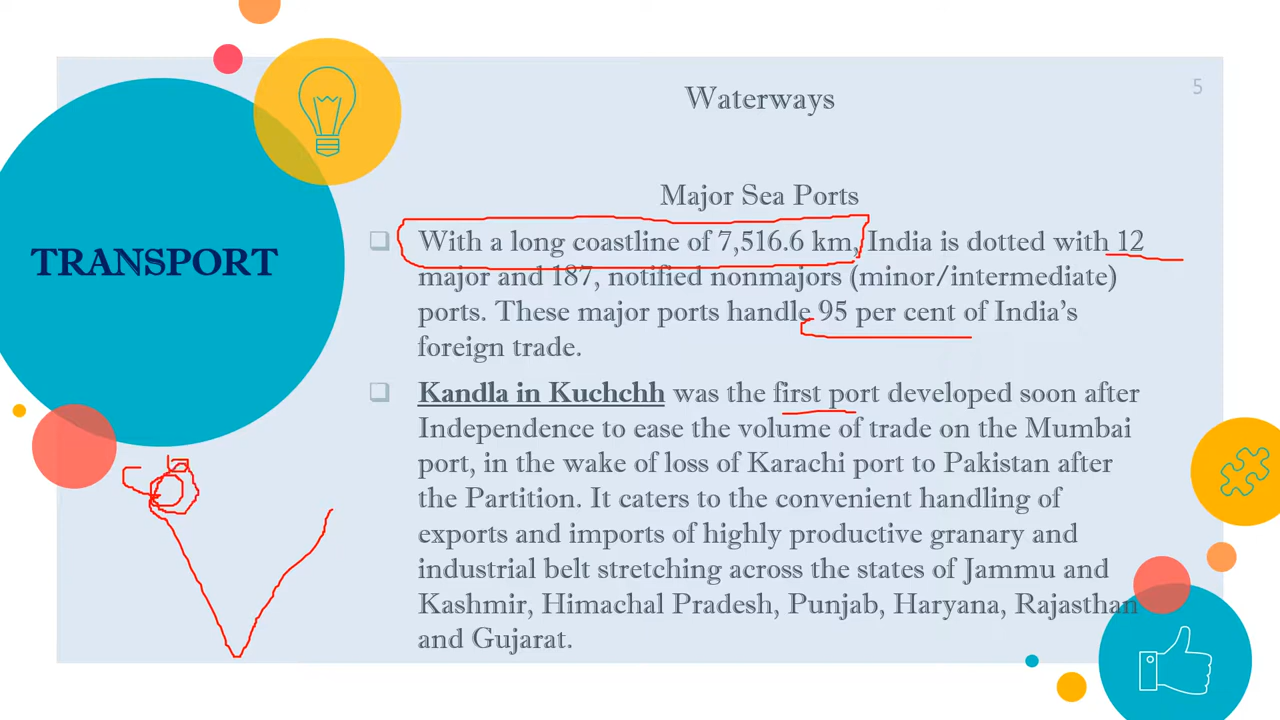 5
Waterways
TRANSPORT
Major Sea Ports
With a long coastline of 7,516.6 km, India is dotted with 12
major and 187, notified nonmajors (minor/intermediate)
ports. These major ports handle 95 per cent of India's
foreign trade.
Kandla in Kuchchh was the first port developed soon after
Independence to ease the volume of trade on the Mumbai
port, in the wake of loss of Karachi port to Pakistan after
the Partition. It caters to the convenient handling of
exports and imports of highly productive granary and
industrial belt stretching across the states of Jammu and
Kashmir, Himachal Pradesh, Punjab, Haryana, Rajasthan
and Gujarat.